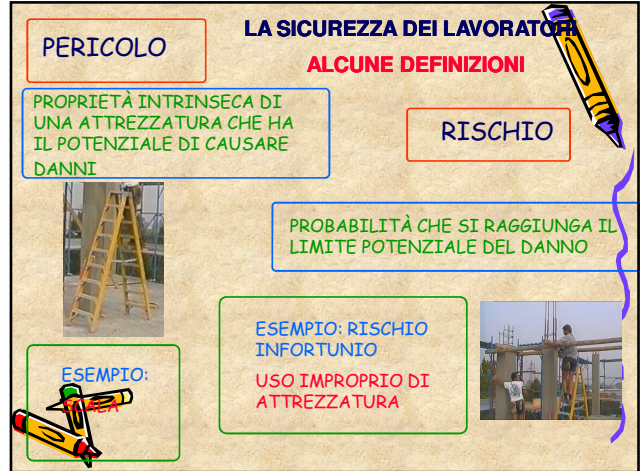 LA SICUREZZA DEI LAVORATORI
ALCUNE DEFINIZIONI
PERICOLO
PROPRIETÀ INTRINSECA DI
UNA ATTREZZATURA CHE HA
IL POTENZIALE DI CAUSARE
DANNI
RISCHIO
PROBABILITÀ CHE SI RAGGIUNGA IL
LIMITE POTENZIALE DEL DANNO
ESEMPIO: RISCHIO
INFORTUNIO
USO IMPROPRIO DI
ATTREZZATURA
ESEMPIO:
SCALA